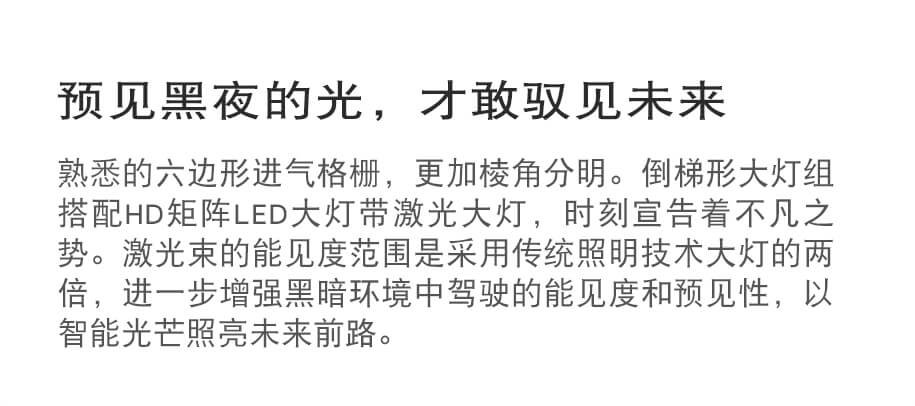 预见黑夜的光，才敢驭见未来
熟悉的六边形进气格栅，更加棱角分明。倒梯形大灯组
搭配HD矩阵LED大灯带激光大灯，时刻宣告着不凡之
势。激光束的能见度范围是采用传统照明技术大灯的两
倍，进一步增强黑暗环境中驾驶的能见度和预见性，以
智能光芒照亮未来前路。